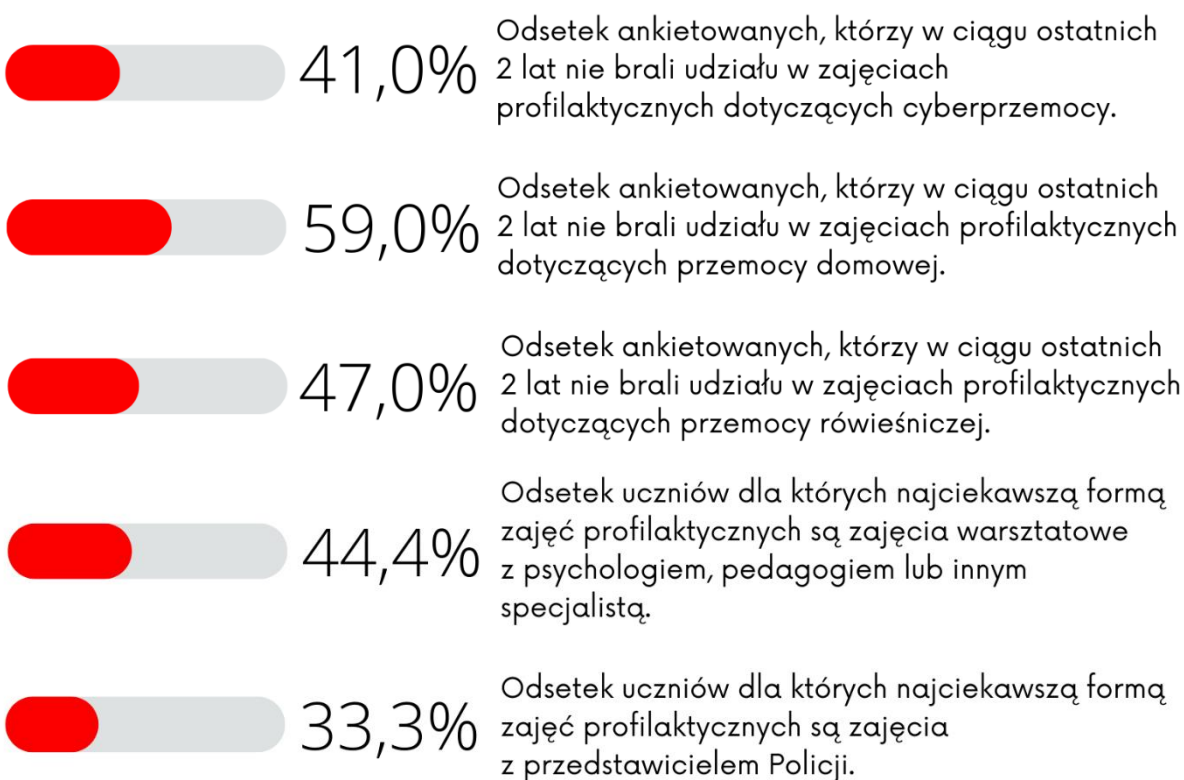 41,0%
Odsetek ankietowanych, którzy w ciągu ostatnich
2 lat nie brali udziału w zajęciach
profilaktycznych dotyczących cyberprzemocy.
59,0%
Odsetek ankietowanych, którzy w ciągu ostatnich
2 lat nie brali udziału w zajęciach profilaktycznych
dotyczących przemocy domowej.
47,0%
Odsetek ankietowanych, którzy w ciągu ostatnich
2 lat nie brali udziału w zajęciach profilaktycznych
dotyczących przemocy rówieśniczej.
44,4%
Odsetek uczniów dla których najciekawszą formą
zajęć profilaktycznych są zajęcia warsztatowe
z psychologiem, pedagogiem lub innym
specjalistą.
33,3%
Odsetek uczniów dla których najciekawszą formą
zajęć profilaktycznych są zajęcia
z przedstawicielem Policji.